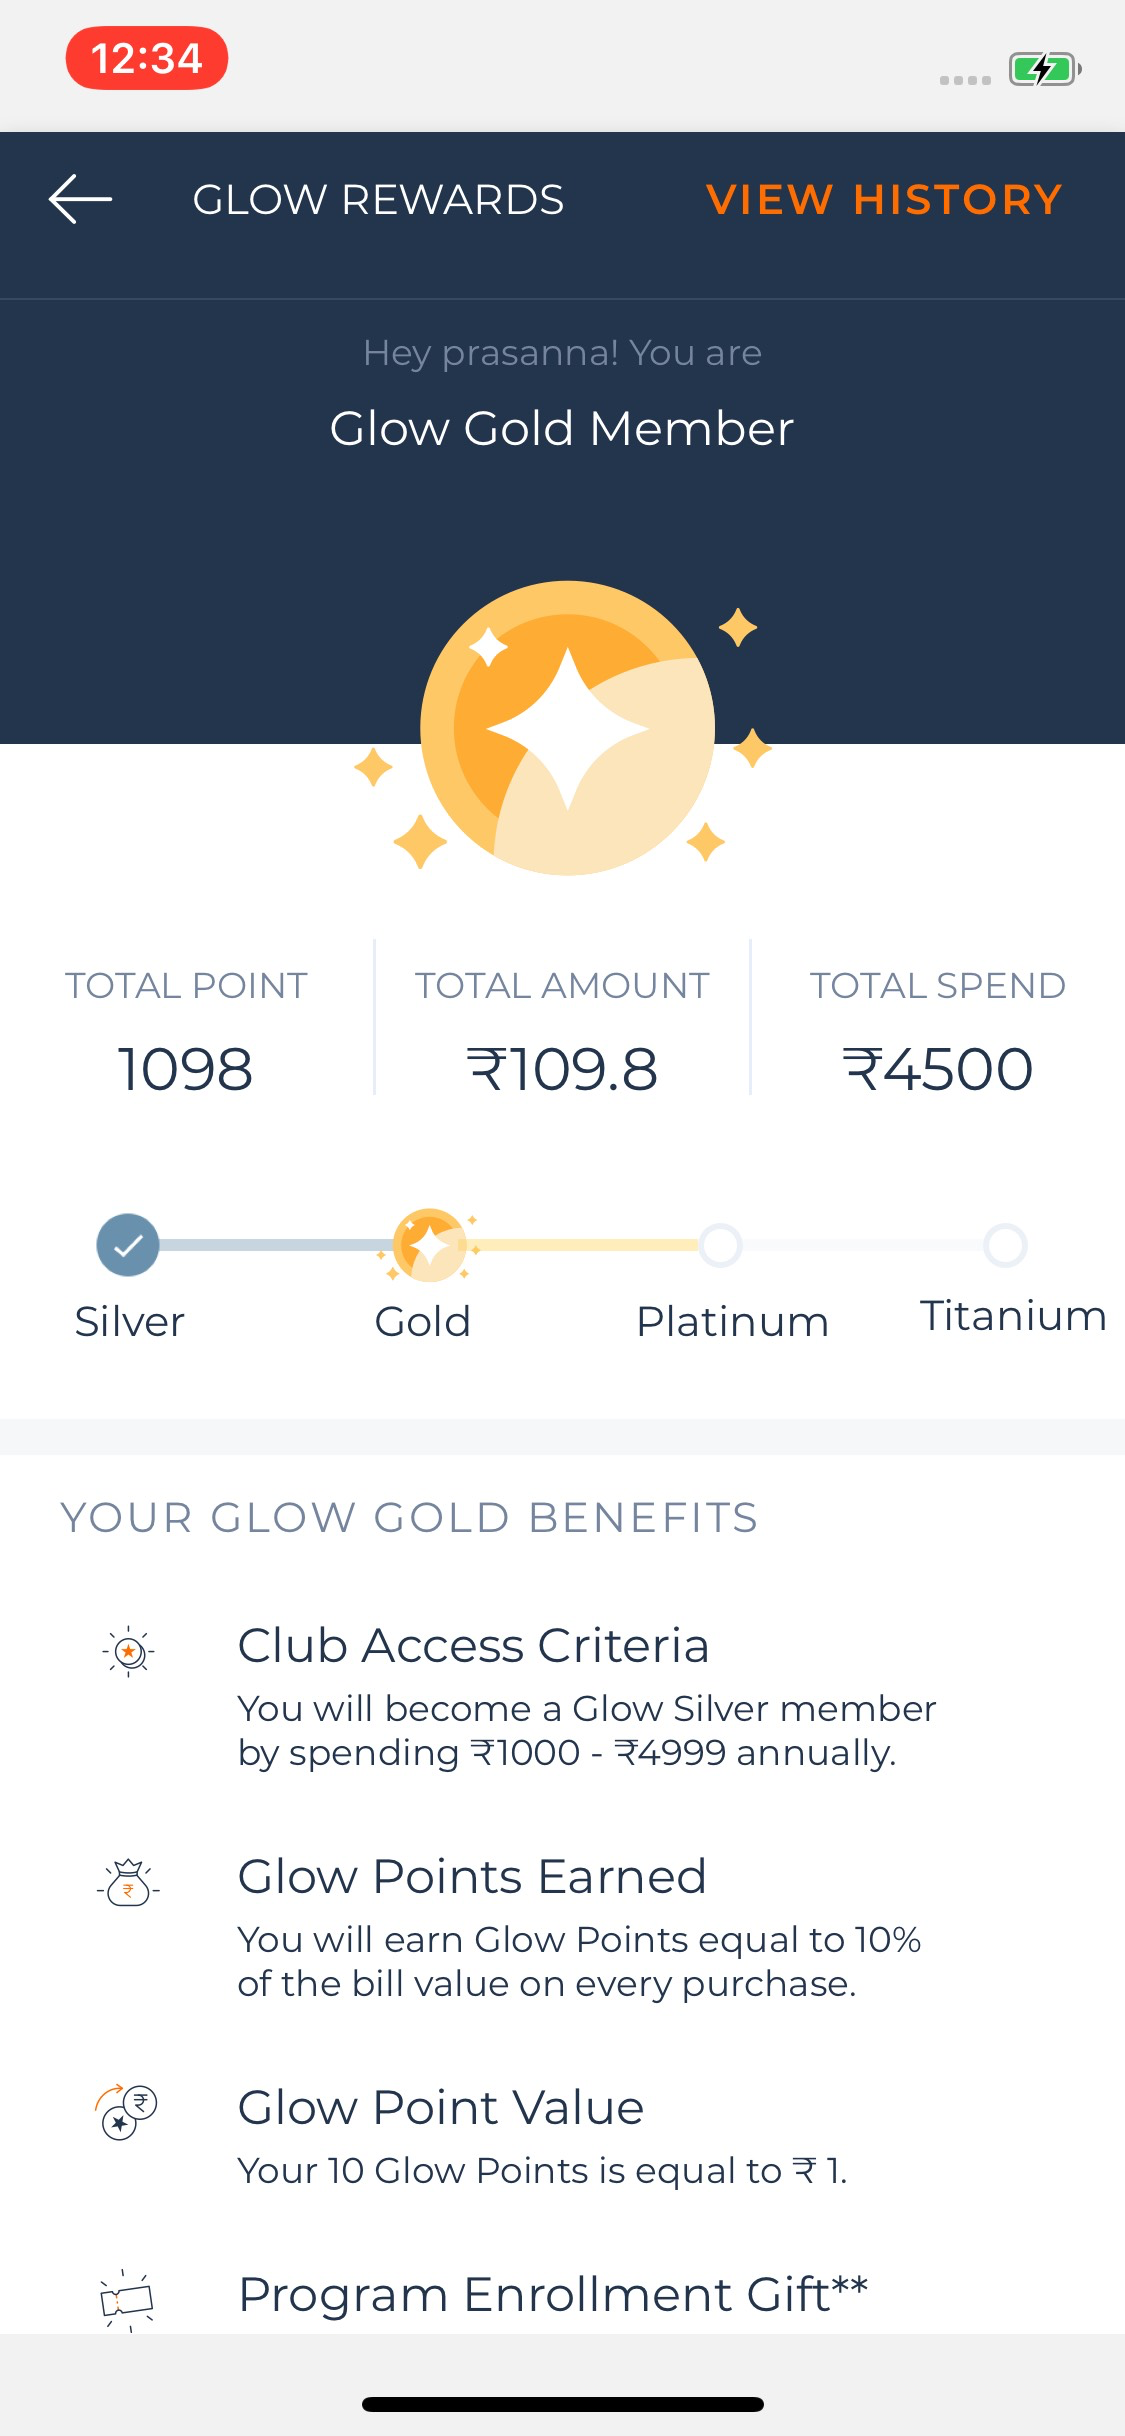 12:34
GLOW REWARDS
VIEW HISTORY
Hey prasanna! You are
Glow Gold Member
TOTAL POINT
TOTAL AMOUNT
TOTAL SPEND
1098
₹109.8
₹4500
Silver
Gold
Platinum
Titanium
YOUR GLOW GOLD BENEFITS
Club Access Criteria
You will become a Glow Silver member
by spending ₹1000 - ₹4999 annually.
Glow Points Earned
You will earn Glow Points equal to 10%
of the bill value on every purchase.
Glow Point Value
Your 10 Glow Points is equal to ₹ 1.
Program Enrollment Gift**